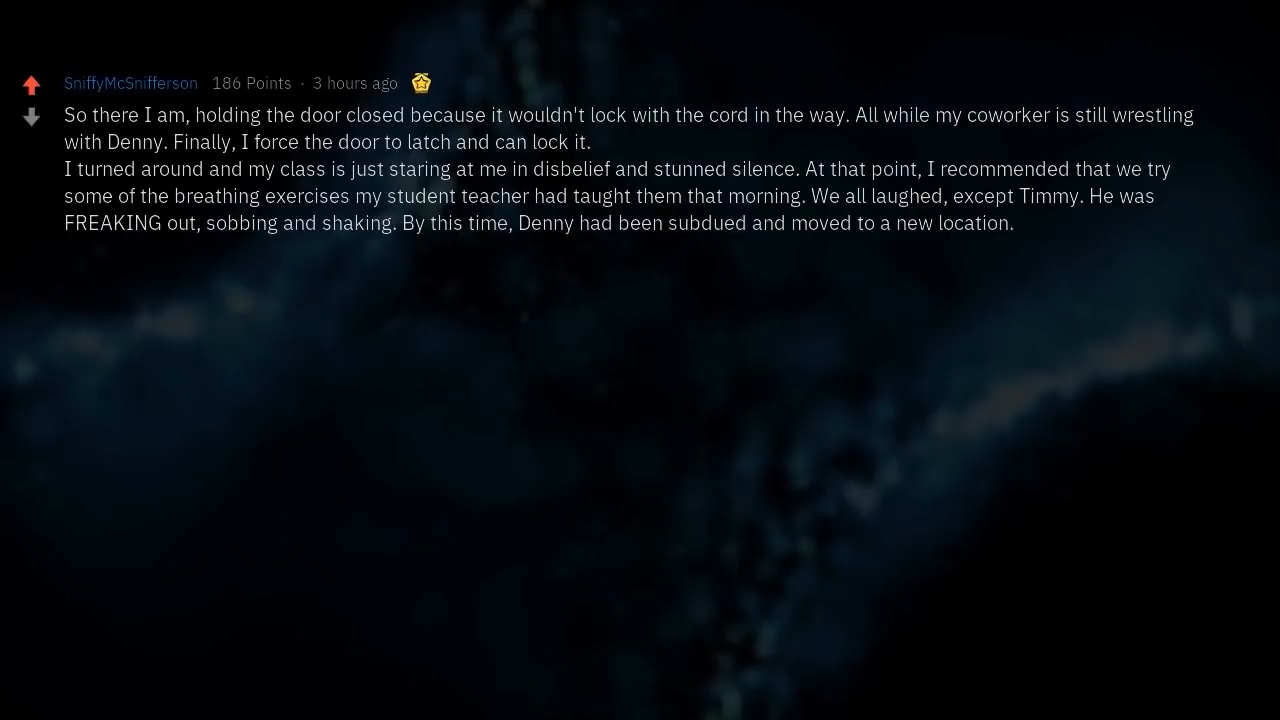 SniffyMcSnifferson 186 Points · 3 hours ago
So there I am, holding the door closed because it wouldn't lock with the cord in the way. All while my coworker is still wrestling
with Denny. Finally, I force the door to latch and can lock it.
I turned around and my class is just staring at me in disbelief and stunned silence. At that point, I recommended that we try
some of the breathing exercises my student teacher had taught them that morning. We all laughed, except Timmy. He was
FREAKING out, sobbing and shaking. By this time, Denny had been subdued and moved to a new location.